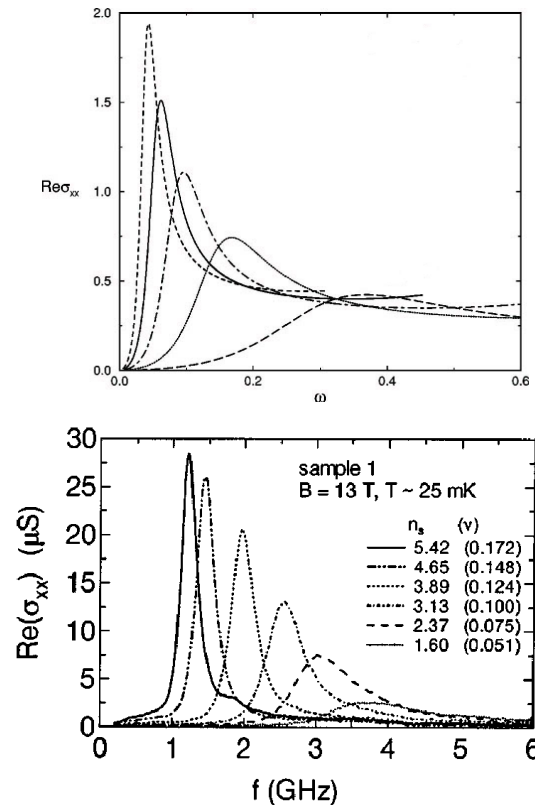 2.0
1.5
Reσxx
1.0
0.5
0.0
0.0 0.2 0.4 0.6
ω
30
25
20
15
10
5
0
Re(σxx) (μS)
sample 1
B = 13 T, T ~ 25 mK
ns (ν)
5.42 (0.172)
4.65 (0.148)
3.89 (0.124)
3.13 (0.100)
2.37 (0.075)
1.60 (0.051)
0 1 2 3 4 5 6
f (GHz)